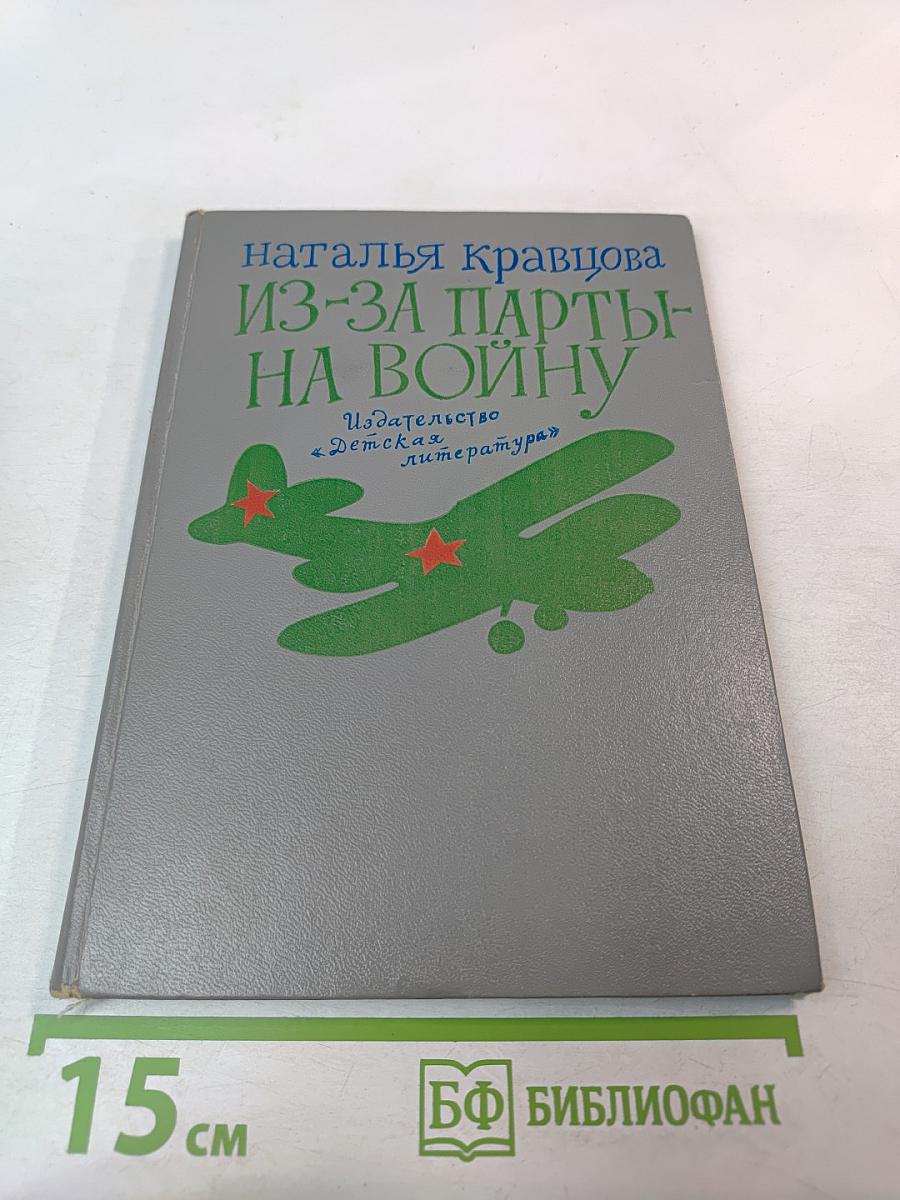 Наталья Кравцова
ИЗ-ЗА ПАРТЫ-
НА ВОЙНУ
Издательство
«Детская
литература»
15 см
БФ БИБЛИОФАН